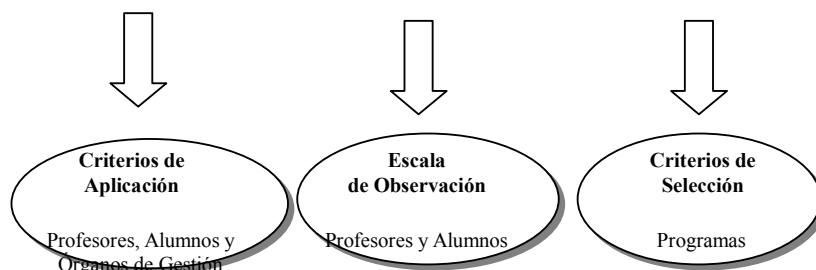 Criterios de
Aplicación
Profesores, Alumnos y
Órganos de Gestión
Escala
de Observación
Profesores y Alumnos
Criterios de
Selección
Programas